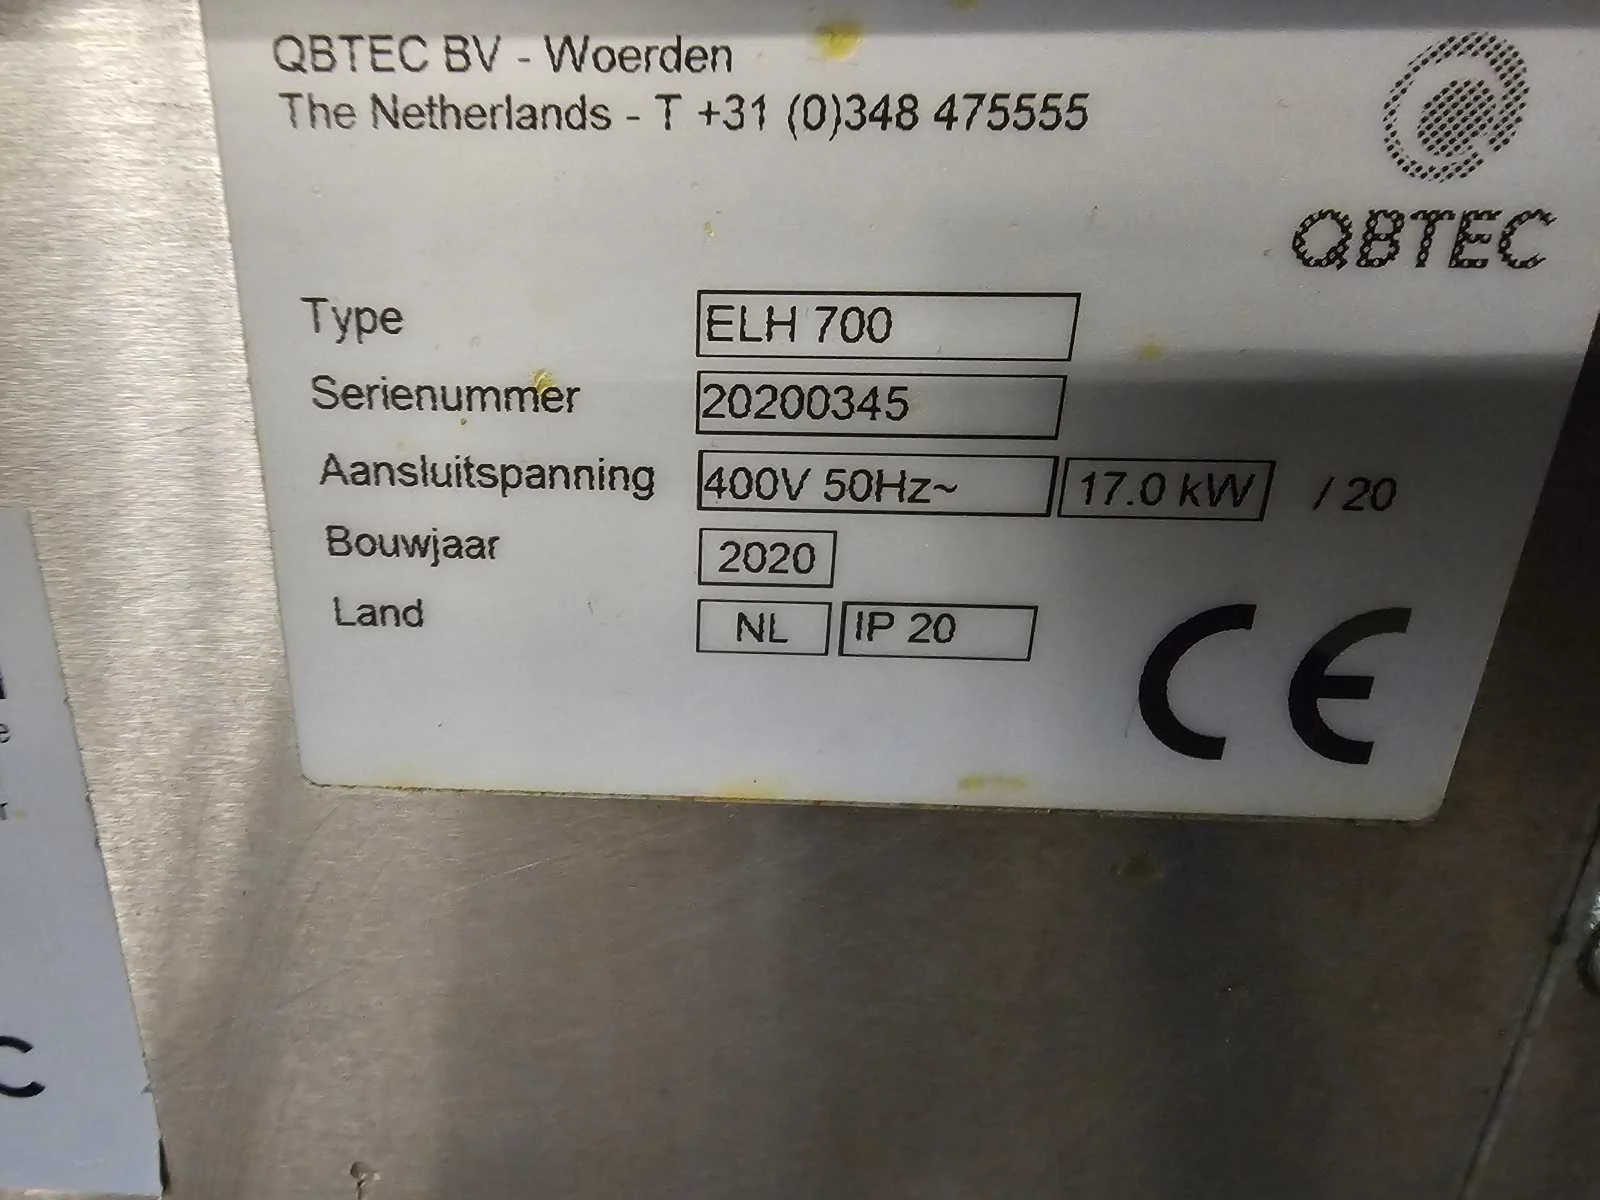 QBTEC BV - Woerden
The Netherlands - T +31 (0)348 475555
QBTEC
Type ELH 700
Serienummer 20200345
Aansluitspanning 400V 50Hz~ 17.0 kW / 20
Bouwjaar 2020
Land NL IP 20
CE